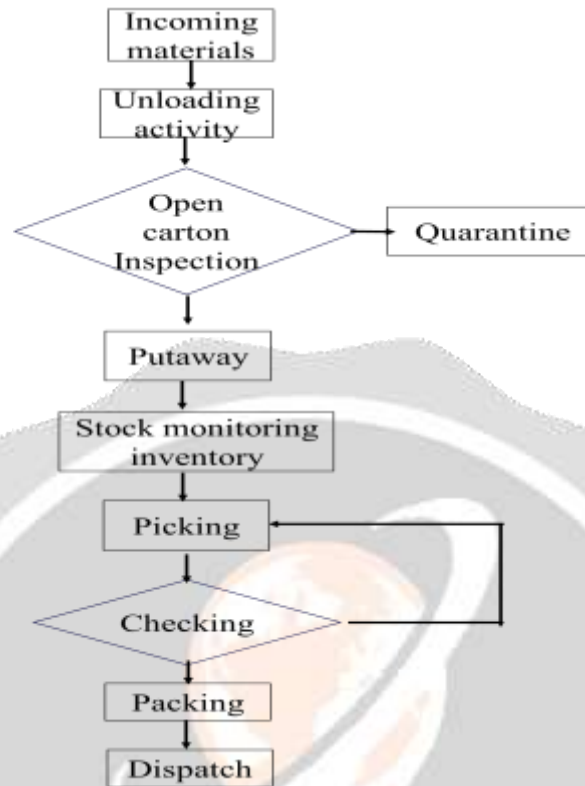 Incoming
materials
Unloading
activity
Open
carton
Inspection
Quarantine
Putaway
Stock monitoring
inventory
Picking
Checking
Packing
Dispatch